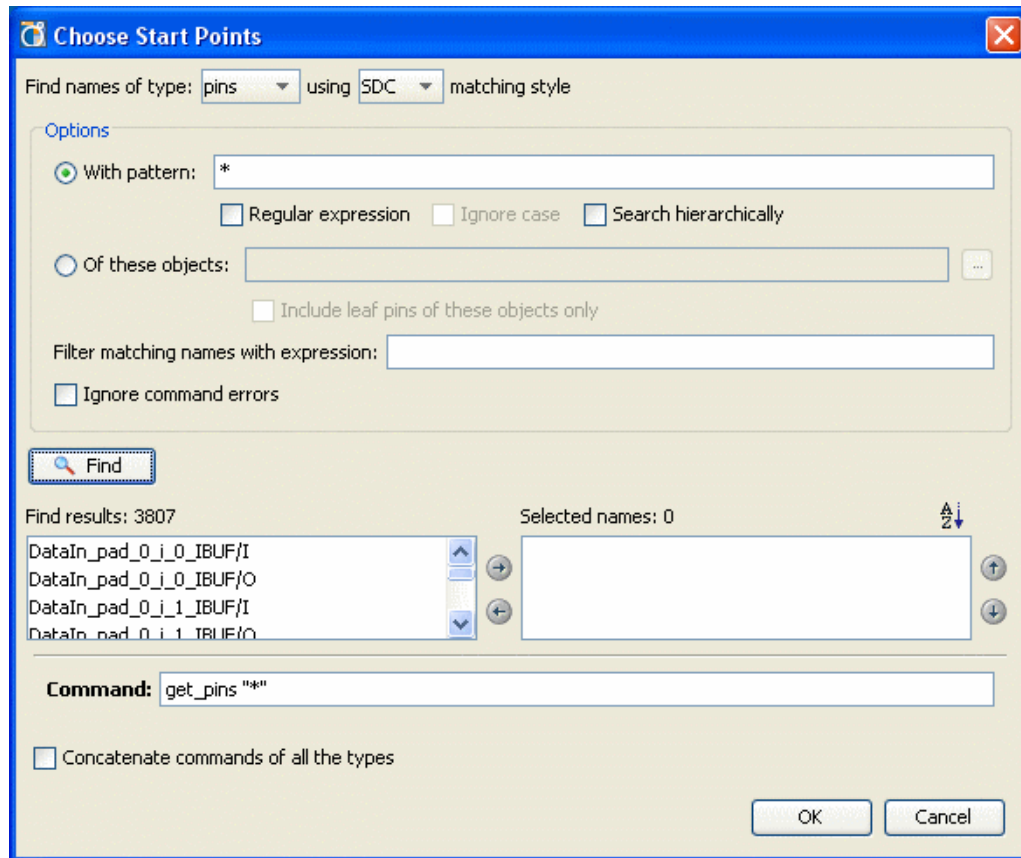 Choose Start Points
Find names of type: pins using SDC matching style
Options
With pattern: *
Regular expression Ignore case Search hierarchically
Of these objects: ...
Include leaf pins of these objects only
Filter matching names with expression:
Ignore command errors
Find
Find results: 3807 Selected names: 0 A Z
DataIn_pad_0_i_0_IBUF/I
DataIn_pad_0_i_0_IBUF/O
DataIn_pad_0_i_1_IBUF/I
DataIn_pad_0_i_1_IBUF/O
Command: get_pins "*"
Concatenate commands of all the types
OK Cancel